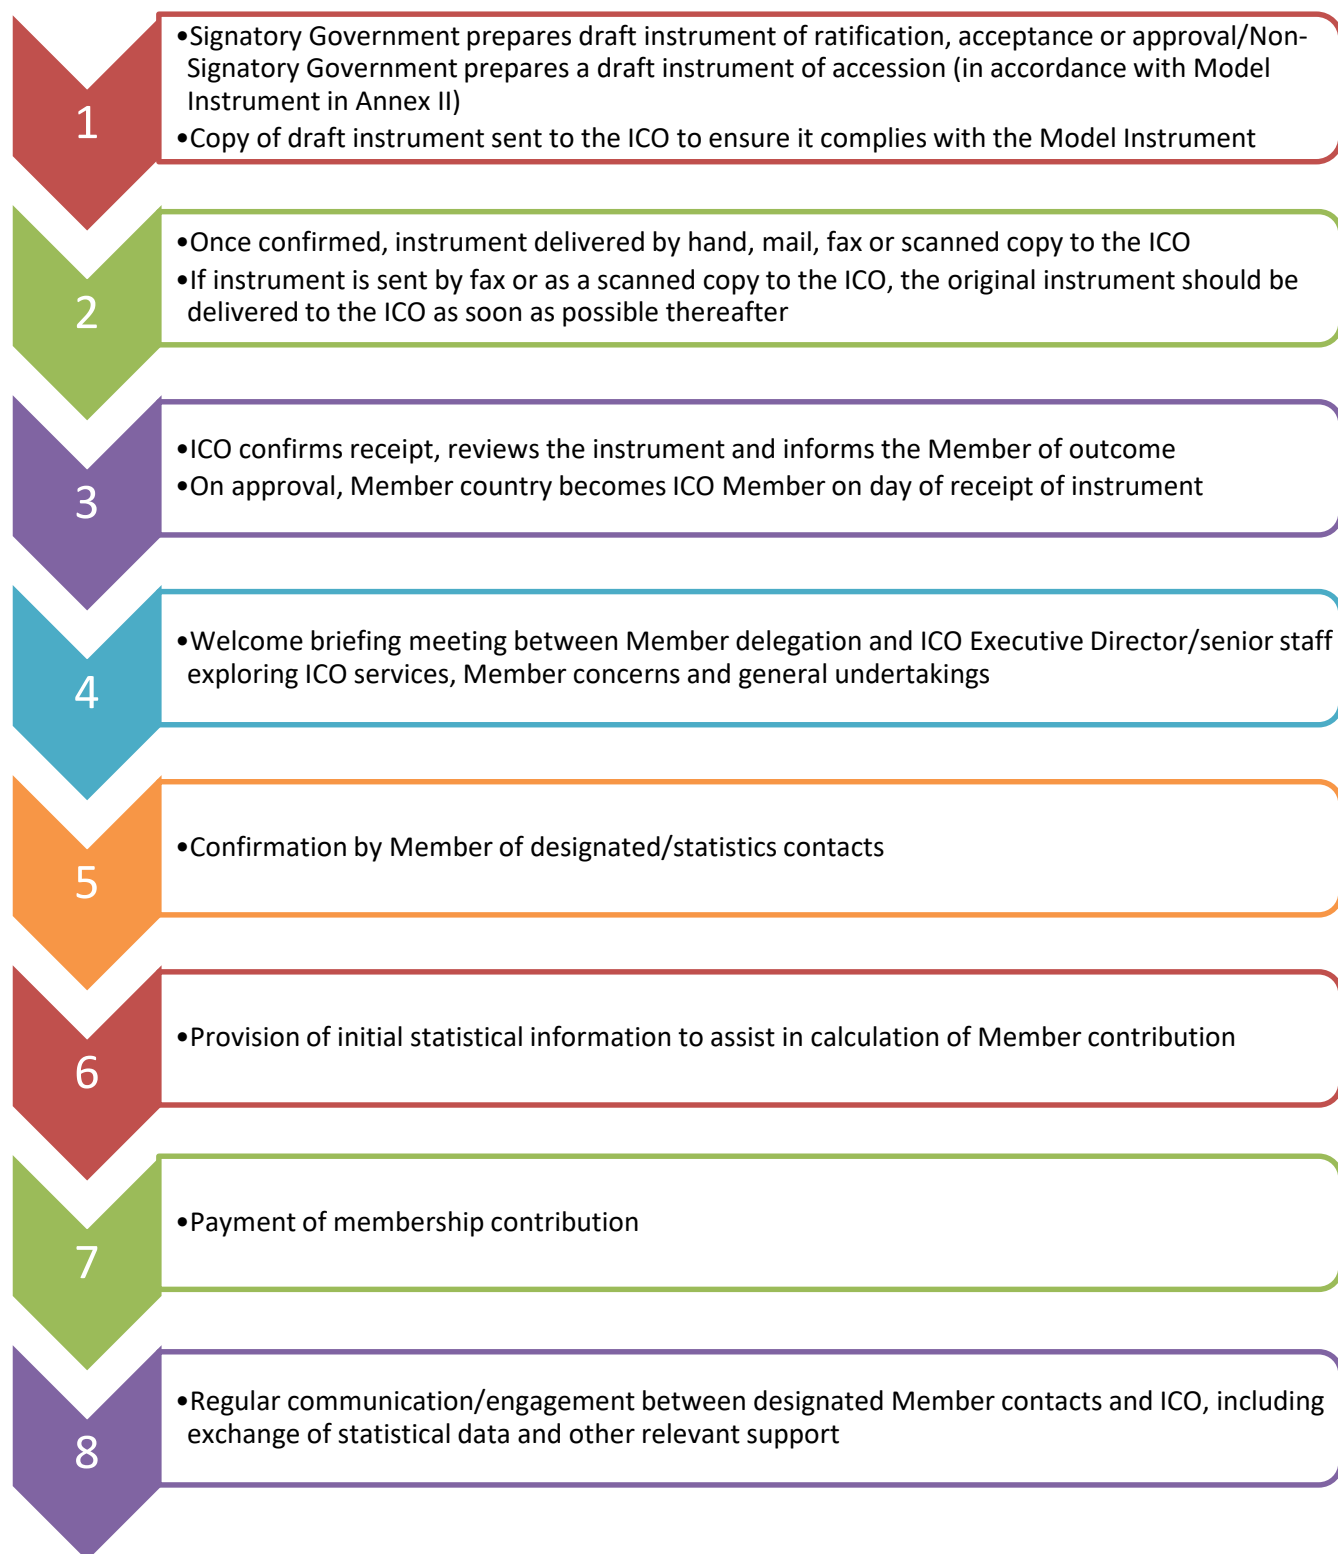 1
•Signatory Government prepares draft instrument of ratification, acceptance or approval/Non-
Signatory Government prepares a draft instrument of accession (in accordance with Model
Instrument in Annex II)
•Copy of draft instrument sent to the ICO to ensure it complies with the Model Instrument
2
•Once confirmed, instrument delivered by hand, mail, fax or scanned copy to the ICO
•If instrument is sent by fax or as a scanned copy to the ICO, the original instrument should be
delivered to the ICO as soon as possible thereafter
3
•ICO confirms receipt, reviews the instrument and informs the Member of outcome
•On approval, Member country becomes ICO Member on day of receipt of instrument
4
•Welcome briefing meeting between Member delegation and ICO Executive Director/senior staff
exploring ICO services, Member concerns and general undertakings
5
•Confirmation by Member of designated/statistics contacts
6
•Provision of initial statistical information to assist in calculation of Member contribution
7
•Payment of membership contribution
8
•Regular communication/engagement between designated Member contacts and ICO, including
exchange of statistical data and other relevant support